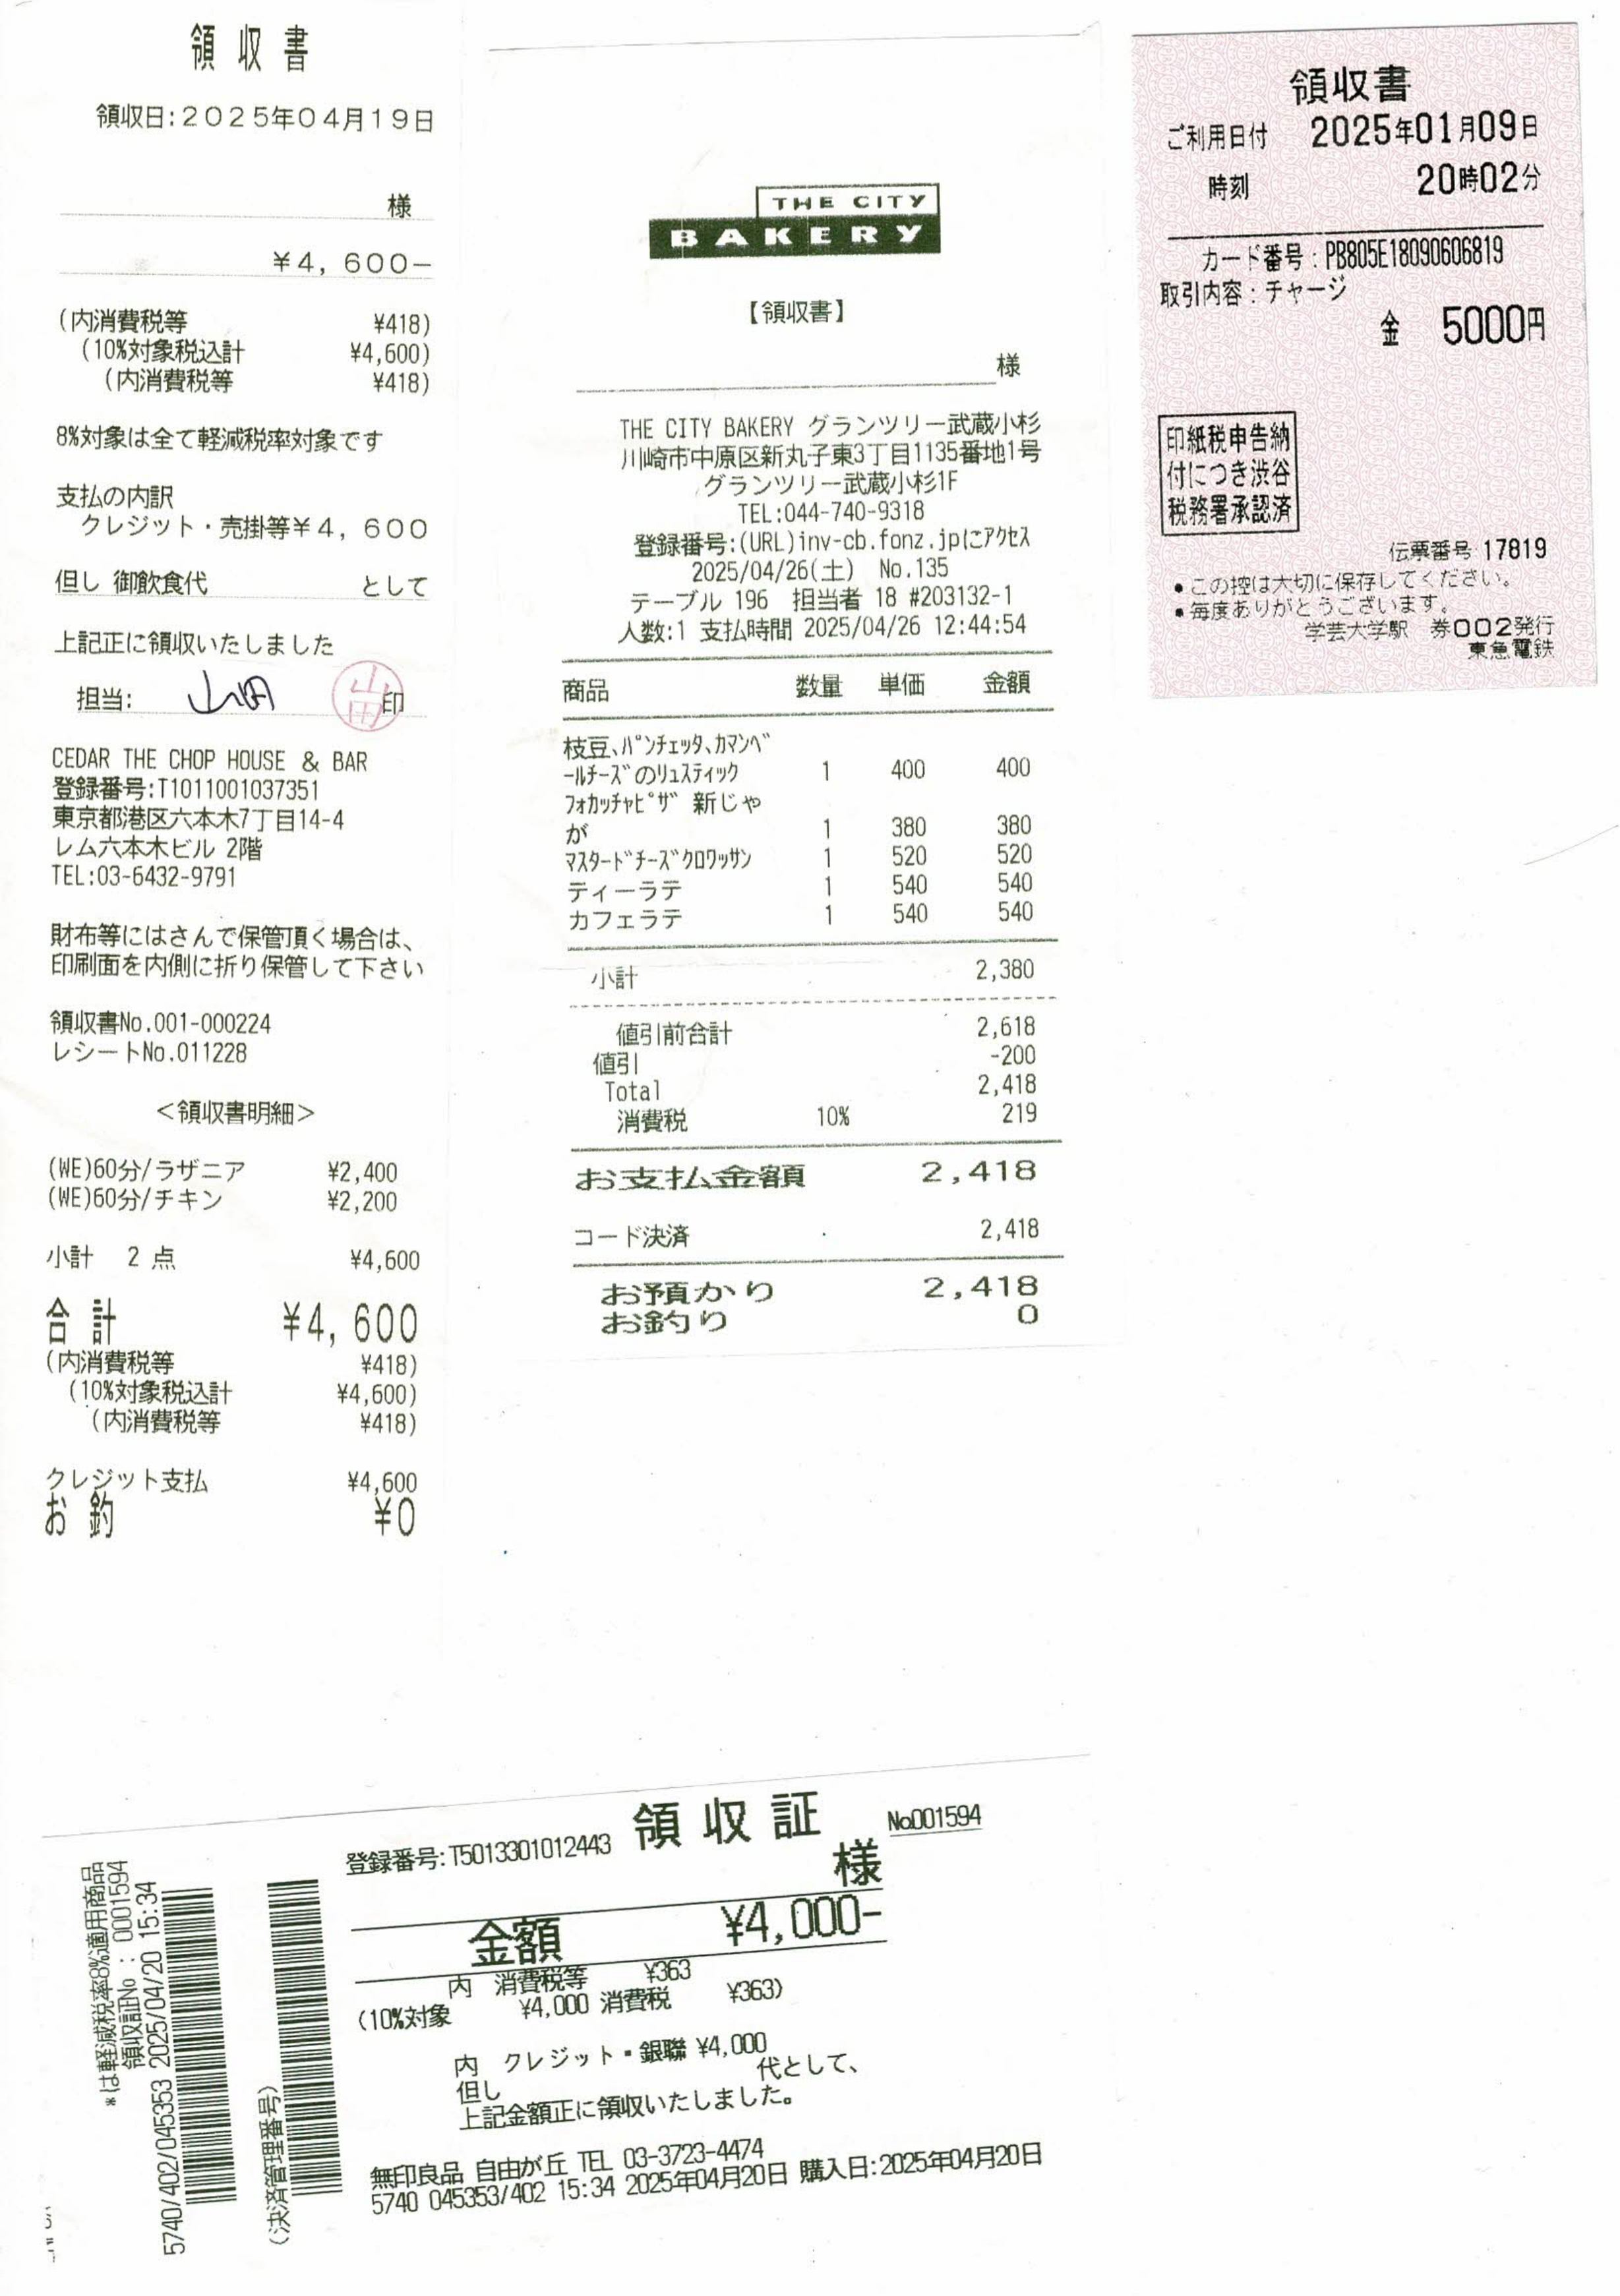 領収書
領収日:2025年04月19日
様
¥4,600-
(内消費税等 ¥418)
(10%対象税込計 ¥4,600)
(内消費税等 ¥418)
8%対象は全て軽減税率対象です
支払の内訳
クレジット・売掛等¥4,600
但し 御飲食代 として
上記正に領収いたしました
担当: 山田 山田 印
CEDAR THE CHOP HOUSE & BAR
登録番号:T1011001037351
東京都港区六本木7丁目14-4
レム六本木ビル 2階
TEL:03-6432-9791
財布等にはさんで保管頂く場合は、
印刷面を内側に折り保管して下さい
領収書No.001-000224
レシートNo.011228
<領収書明細>
(WE)60分/ラザニア ¥2,400
(WE)60分/チキン ¥2,200
小計 2 点 ¥4,600
合計 ¥4,600
(内消費税等 ¥418)
(10%対象税込計 ¥4,600)
(内消費税等 ¥418)
クレジット支払 ¥4,600
お釣 ¥0
THE CITY
BAKERY
【領収書】
様
THE CITY BAKERY グランツリー武蔵小杉
川崎市中原区新丸子東3丁目1135番地1号
グランツリー武蔵小杉1F
TEL:044-740-9318
登録番号:(URL)inv-cb.fonz.jpにアクセス
2025/04/26(土) No.135
テーブル 196 担当者 18 #203132-1
人数:1 支払時間 2025/04/26 12:44:54
商品 数量 単価 金額
枝豆、パンチェッタ、カマンベ
ールチーズのリュスティック 1 400 400
フォカッチャピザ 新じゃ
が 1 380 380
マスタードチーズクロワッサン 1 520 520
ティーラテ 1 540 540
カフェラテ 1 540 540
小計 2,380
値引前合計 2,618
値引 -200
Total 2,418
消費税 10% 219
お支払金額 2,418
コード決済 2,418
お預かり 2,418
お釣り 0
領収書
ご利用日付 2025年01月09日
時刻 20時02分
カード番号:PB805E18090606819
取引内容:チャージ
金 5000円
印紙税申告納
付につき渋谷
税務署承認済
伝票番号 17819
•この控は大切に保存してください。
•毎度ありがとうございます。
学芸大学駅 券002発行
東急電鉄
*は軽減税率8%適用商品
領収証No : 0001594
5740/402/045353 2025/04/20 15:34
(決済管理番号)
領収証 No001594
登録番号:T5013301012443
様
金額 ¥4,000-
内 消費税等 ¥363
(10%対象 ¥4,000 消費税 ¥363)
内 クレジット・銀聯 ¥4,000
但し 代として、
上記金額正に領収いたしました。
無印良品 自由が丘 TEL 03-3723-4474
5740 045353/402 15:34 2025年04月20日 購入日:2025年04月20日